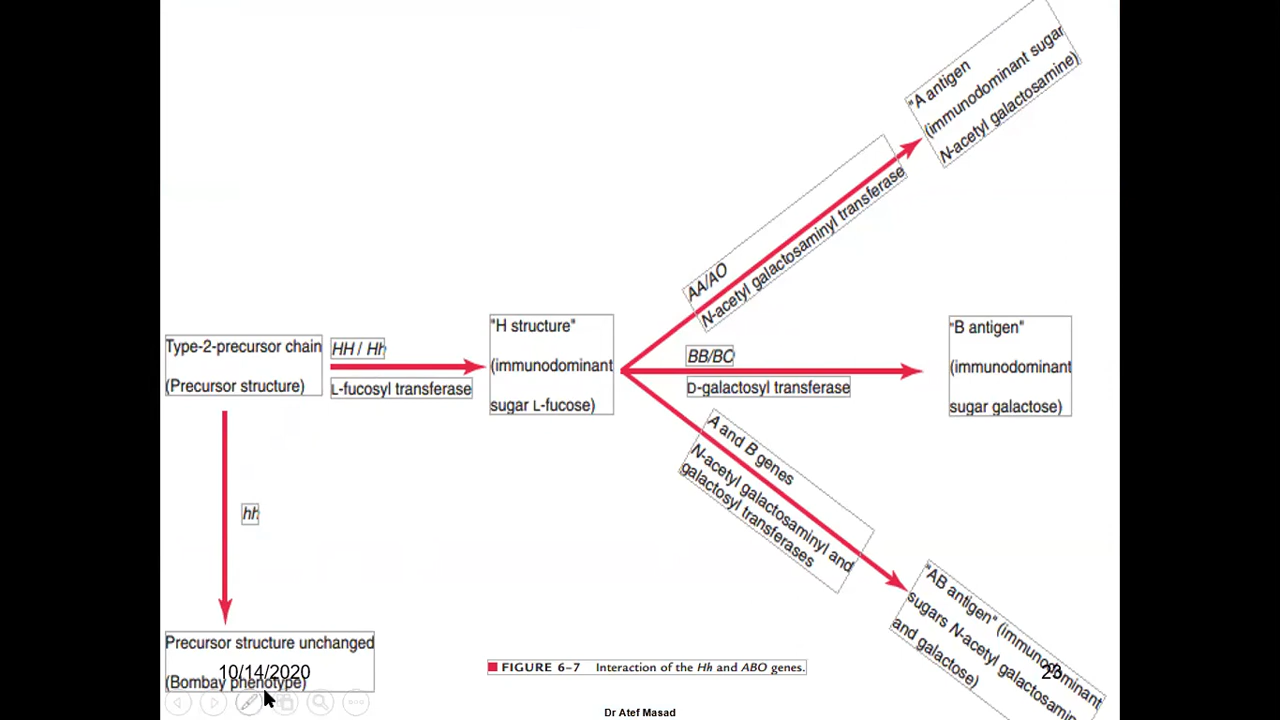 "A antigen
(immunodominant sugar
N-acetyl galactosamine)
AA/AO
N-acetyl galactosaminyl transferase
Type-2-precursor chain
(Precursor structure)
HH / Hh
L-fucosyl transferase
"H structure"
(immunodominant
sugar L-fucose)
BB/BO
D-galactosyl transferase
"B antigen"
(immunodominant
sugar galactose)
A and B genes
N-acetyl galactosaminyl and
galactosyl transferases
hh
"AB antigen" (immunodominant
sugars N-acetyl galactosamin
and galactose)
Precursor structure unchanged
(Bombay phenotype)
10/14/2020
FIGURE 6-7 Interaction of the Hh and ABO genes.
23
Dr Atef Masad